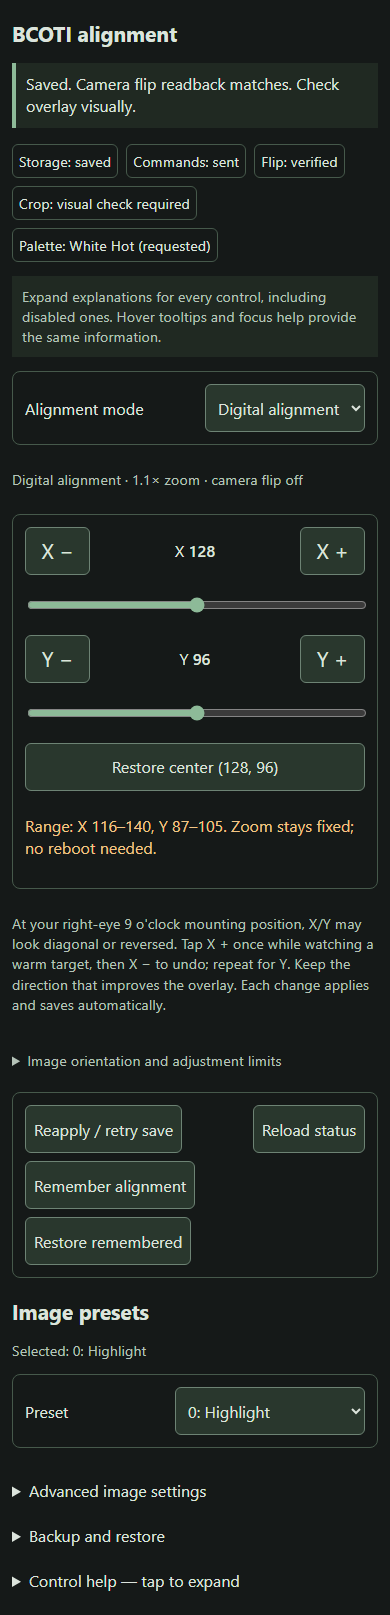 BCOTI alignment
Saved. Camera flip readback matches. Check
overlay visually.
Storage: saved
Commands: sent
Flip: verified
Crop: visual check required
Palette: White Hot (requested)
Expand explanations for every control, including
disabled ones. Hover tooltips and focus help provide
the same information.
Alignment mode
Digital alignment
Digital alignment · 1.1× zoom · camera flip off
X −
X 128
X +
Y −
Y 96
Y +
Restore center (128, 96)
Range: X 116–140, Y 87–105. Zoom stays fixed;
no reboot needed.
At your right-eye 9 o'clock mounting position, X/Y may
look diagonal or reversed. Tap X + once while watching a
warm target, then X − to undo; repeat for Y. Keep the
direction that improves the overlay. Each change applies
and saves automatically.
Image orientation and adjustment limits
Reapply / retry save
Reload status
Remember alignment
Restore remembered
Image presets
Selected: 0: Highlight
Preset
0: Highlight
Advanced image settings
Backup and restore
Control help — tap to expand